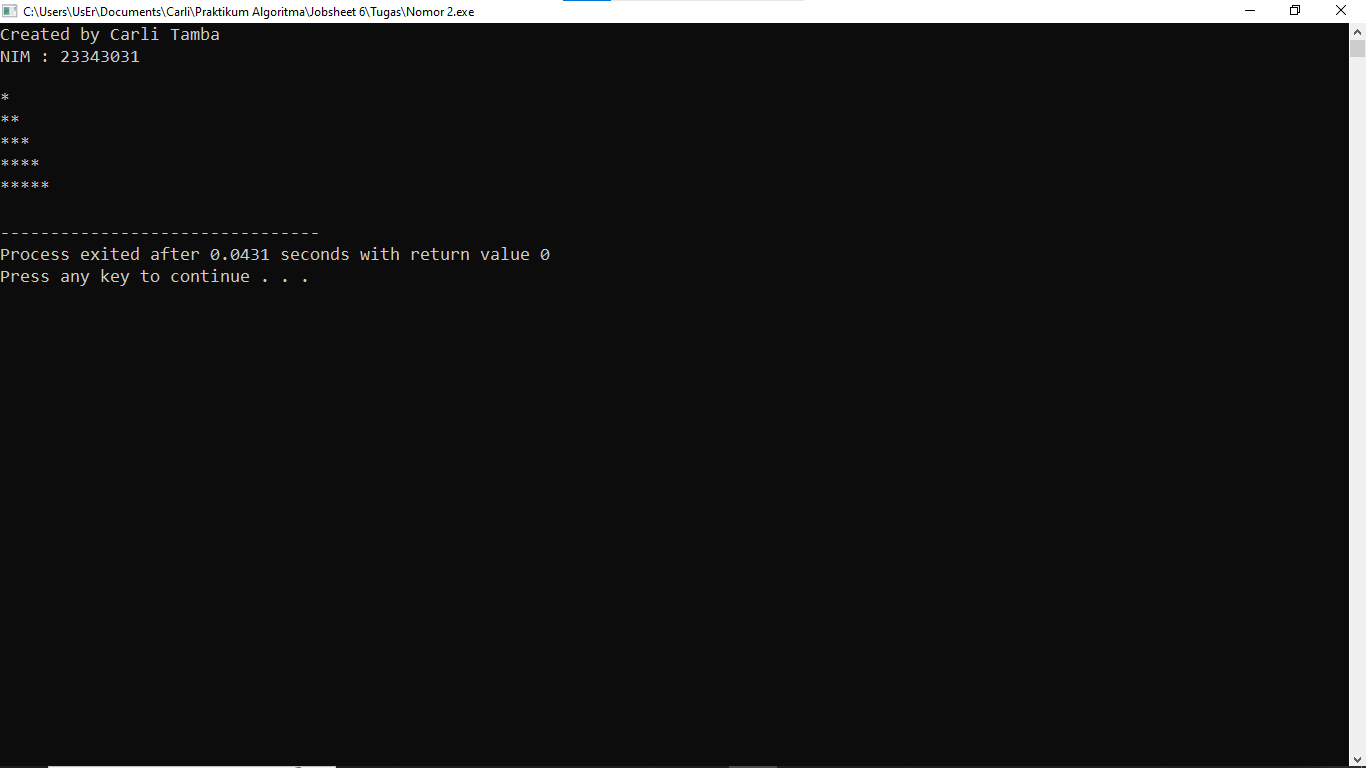 C:\Users\UsEr\Documents\Carli\Praktikum Algoritma\Jobsheet 6\Tugas\Nomor 2.exe
Created by Carli Tamba
NIM : 23343031
*
**
***
****
*****
--------------------------------
Process exited after 0.0431 seconds with return value 0
Press any key to continue . . .